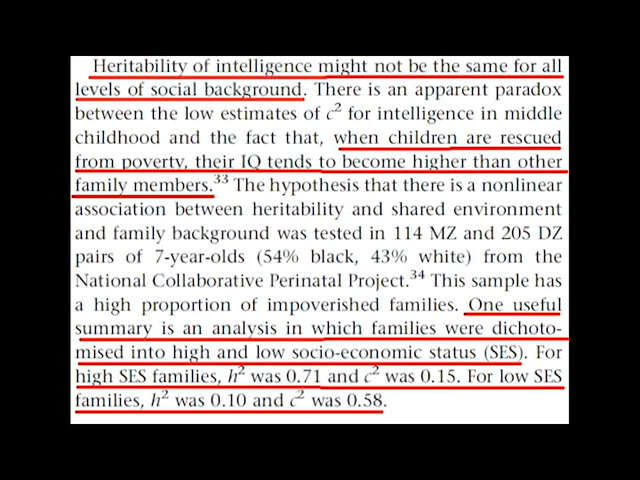 Heritability of intelligence might not be the same for all
levels of social background. There is an apparent paradox
between the low estimates of c² for intelligence in middle
childhood and the fact that, when children are rescued
from poverty, their IQ tends to become higher than other
family members.³³ The hypothesis that there is a nonlinear
association between heritability and shared environment
and family background was tested in 114 MZ and 205 DZ
pairs of 7-year-olds (54% black, 43% white) from the
National Collaborative Perinatal Project.³⁴ This sample has
a high proportion of impoverished families. One useful
summary is an analysis in which families were dichoto-
mised into high and low socio-economic status (SES). For
high SES families, h² was 0.71 and c² was 0.15. For low SES
families, h² was 0.10 and c² was 0.58.